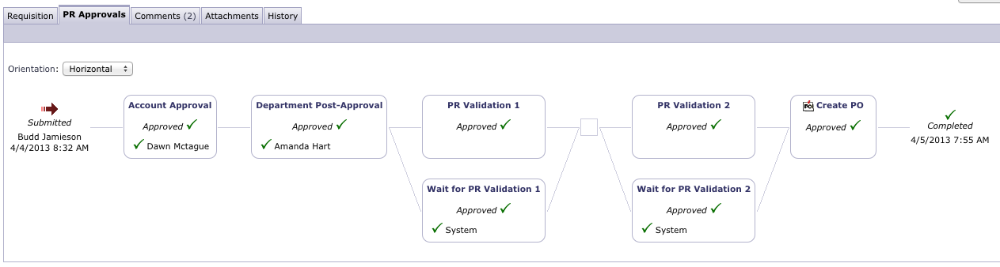 Requisition
PR Approvals
Comments (2)
Attachments
History
Orientation: Horizontal
Submitted
Budd Jamieson
4/4/2013 8:32 AM
Account Approval
Approved
Dawn Mctague
Department Post-Approval
Approved
Amanda Hart
PR Validation 1
Approved
Wait for PR Validation 1
Approved
System
PR Validation 2
Approved
Wait for PR Validation 2
Approved
System
PO Create PO
Approved
Completed
4/5/2013 7:55 AM